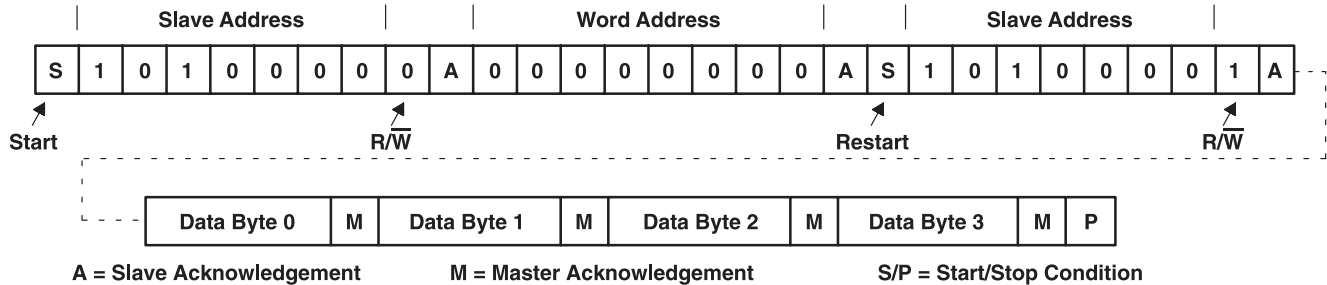 Slave Address Word Address Slave Address
S 1 0 1 0 0 0 0 0 A 0 0 0 0 0 0 0 0 A S 1 0 1 0 0 0 0 1 A
Start R/W̅ Restart R/W̅
Data Byte 0 M Data Byte 1 M Data Byte 2 M Data Byte 3 M P
A = Slave Acknowledgement M = Master Acknowledgement S/P = Start/Stop Condition